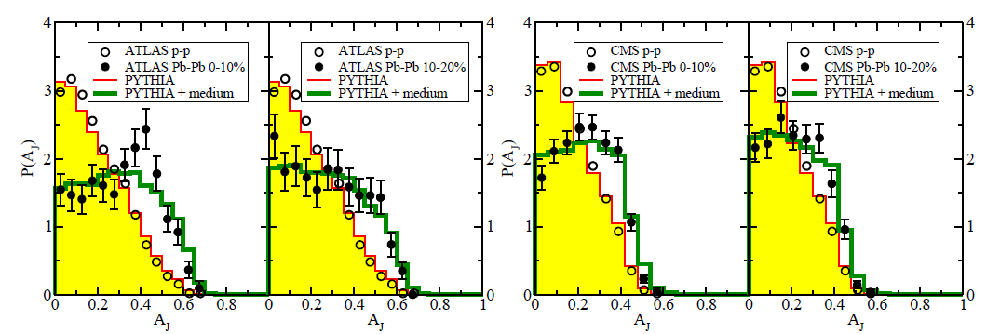 4
3
2
1
0
P(A_J)
ATLAS p-p
ATLAS Pb-Pb 0-10%
PYTHIA
PYTHIA + medium
0 0.2 0.4 0.6 0.8
A_J
ATLAS p-p
ATLAS Pb-Pb 10-20%
PYTHIA
PYTHIA + medium
0 0.2 0.4 0.6 0.8 1
A_J
4
3
2
1
0
4
3
2
1
0
P(A_J)
CMS p-p
CMS Pb-Pb 0-10%
PYTHIA
PYTHIA + medium
0 0.2 0.4 0.6 0.8
A_J
CMS p-p
CMS Pb-Pb 10-20%
PYTHIA
PYTHIA + medium
0 0.2 0.4 0.6 0.8 1
A_J
4
3
2
1
0